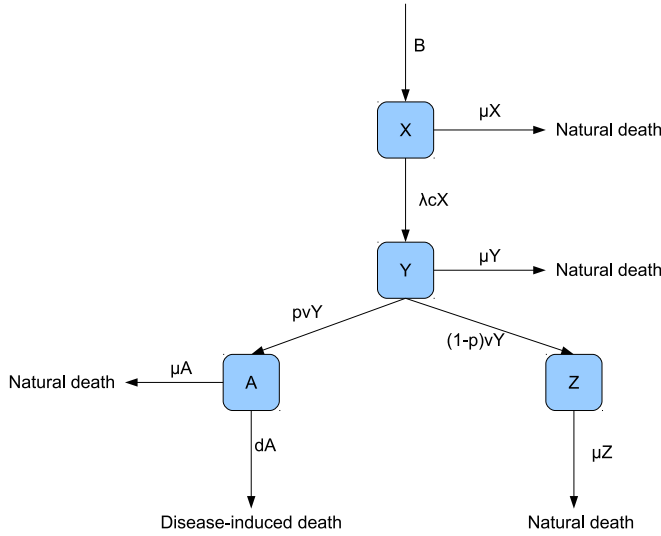 B
X
μX
Natural death
λcX
Y
μY
Natural death
pvY
(1-p)vY
Natural death
μA
A
Z
dA
μZ
Disease-induced death
Natural death